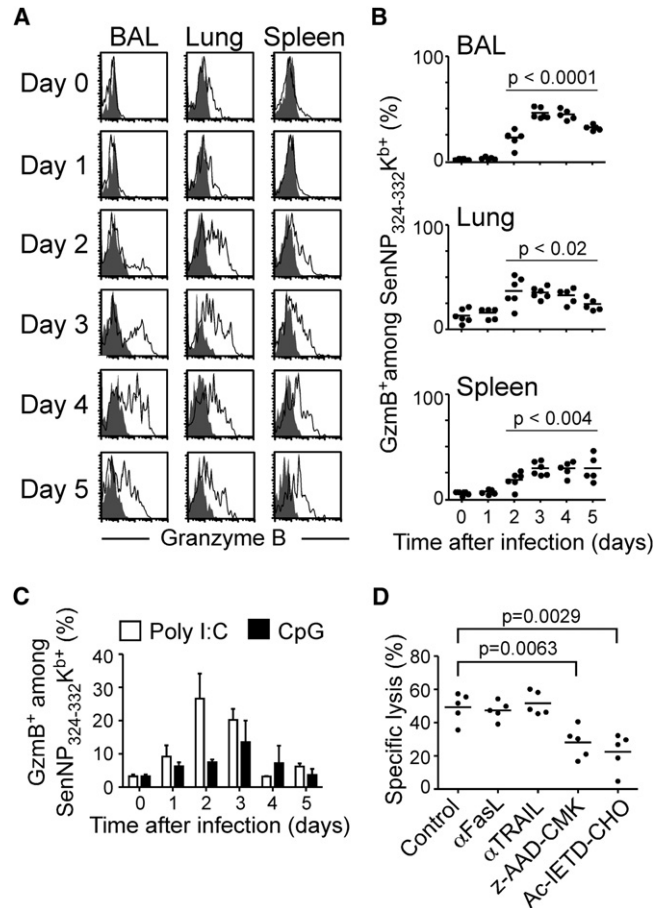 A
BAL Lung Spleen
Day 0
Day 1
Day 2
Day 3
Day 4
Day 5
Granzyme B
B
GzmB+among SenNP324-332Kb+ (%)
100
50
0
BAL
p < 0.0001
100
50
0
Lung
p < 0.02
100
50
0
Spleen
p < 0.004
0 1 2 3 4 5
Time after infection (days)
C
Poly I:C CpG
GzmB+ among
SenNP324-332Kb+ (%)
40
30
20
10
0
0 1 2 3 4 5
Time after infection (days)
D
p=0.0029
p=0.0063
Specific lysis (%)
80
60
40
20
0
Control
αFasL
αTRAIL
z-AAD-CMK
Ac-IETD-CHO